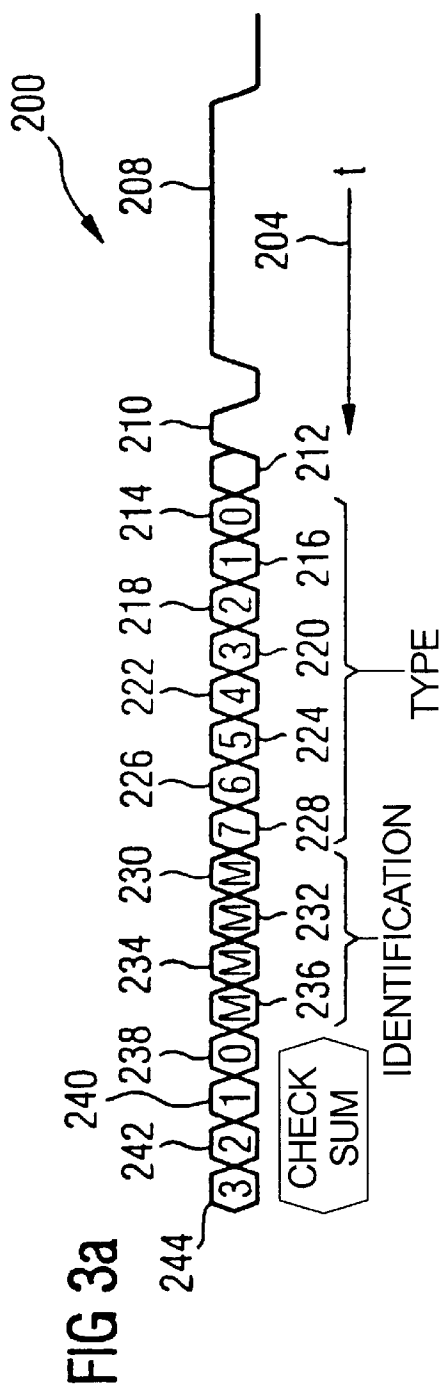 FIG 3a
200
244 242 240 238 234 230 226 222 218 214 210 208
3 2 1 0 M M M M 7 6 5 4 3 2 1 0
236 232 228 224 220 216 212 204 t
CHECK
SUM
IDENTIFICATION
TYPE